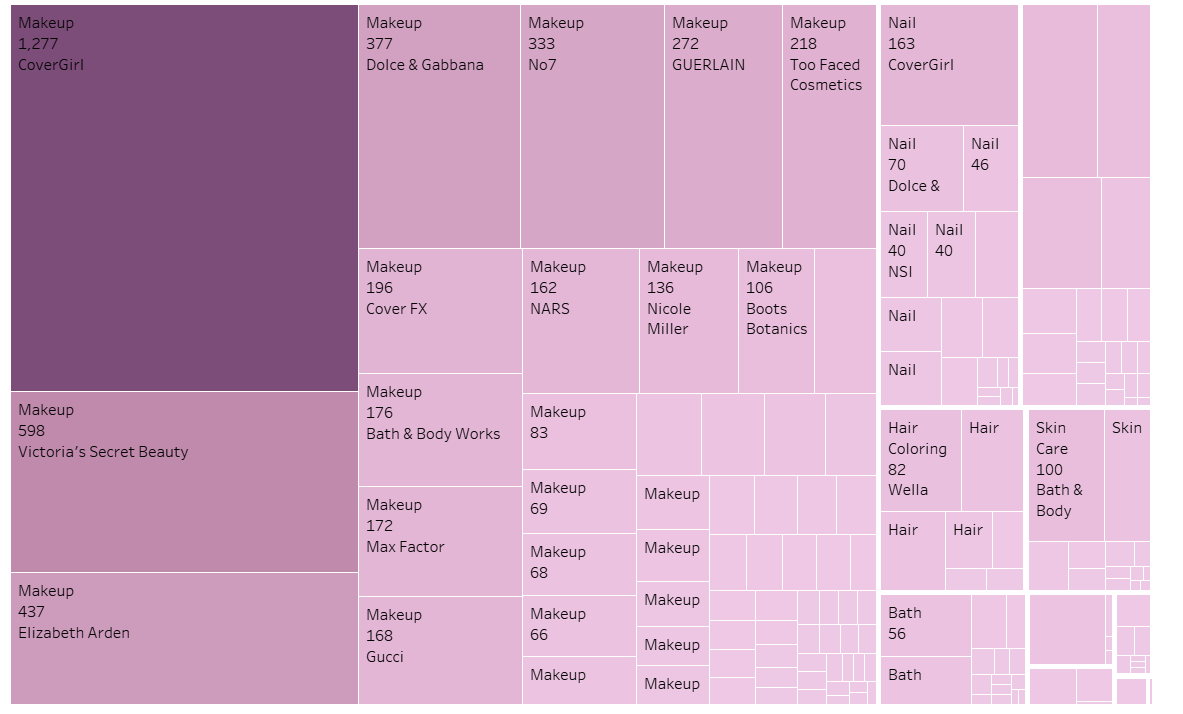 Makeup
1,277
CoverGirl
Makeup
598
Victoria's Secret Beauty
Makeup
437
Elizabeth Arden
Makeup
377
Dolce & Gabbana
Makeup
333
No7
Makeup
272
GUERLAIN
Makeup
218
Too Faced
Cosmetics
Makeup
196
Cover FX
Makeup
176
Bath & Body Works
Makeup
172
Max Factor
Makeup
168
Gucci
Makeup
162
NARS
Makeup
136
Nicole
Miller
Makeup
106
Boots
Botanics
Makeup
83
Makeup
69
Makeup
68
Makeup
66
Makeup
Makeup
Makeup
Makeup
Makeup
Makeup
Nail
163
CoverGirl
Nail
70
Dolce &
Nail
46
Nail
40
NSI
Nail
40
Nail
Nail
Hair
Coloring
82
Wella
Hair
Hair
Hair
Skin
Care
100
Bath &
Body
Skin
Bath
56
Bath